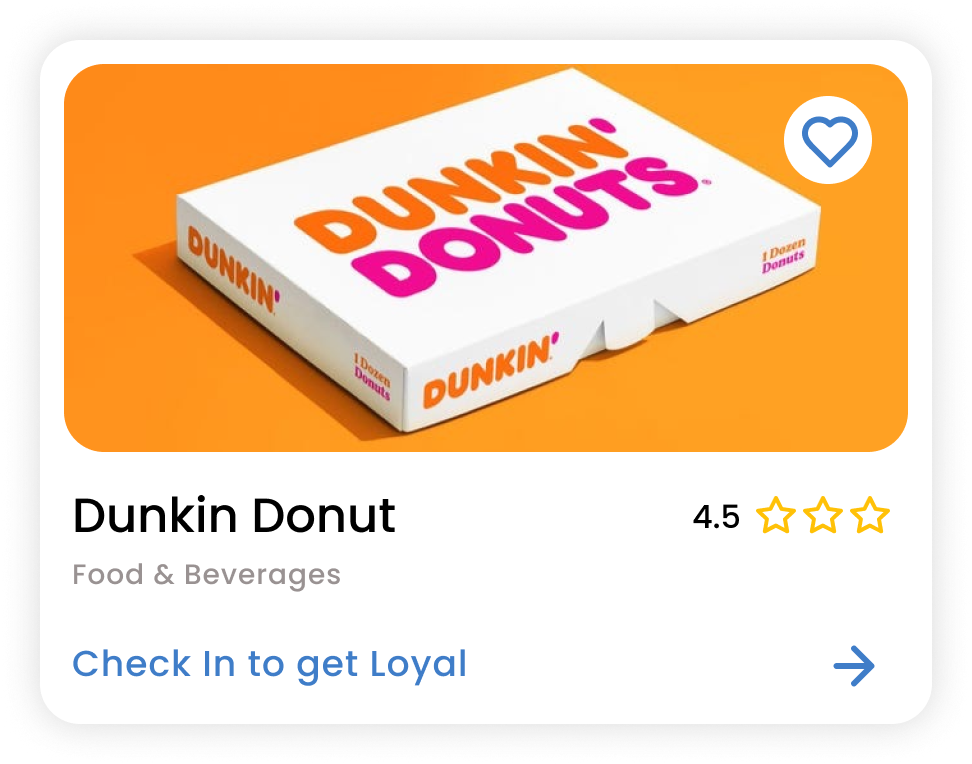 DUNKIN'
DONUTS®
DUNKIN'
1 Dozen
Donuts
DUNKIN'
1 Dozen
Donuts
Dunkin Donut
4.5
Food & Beverages
Check In to get Loyal